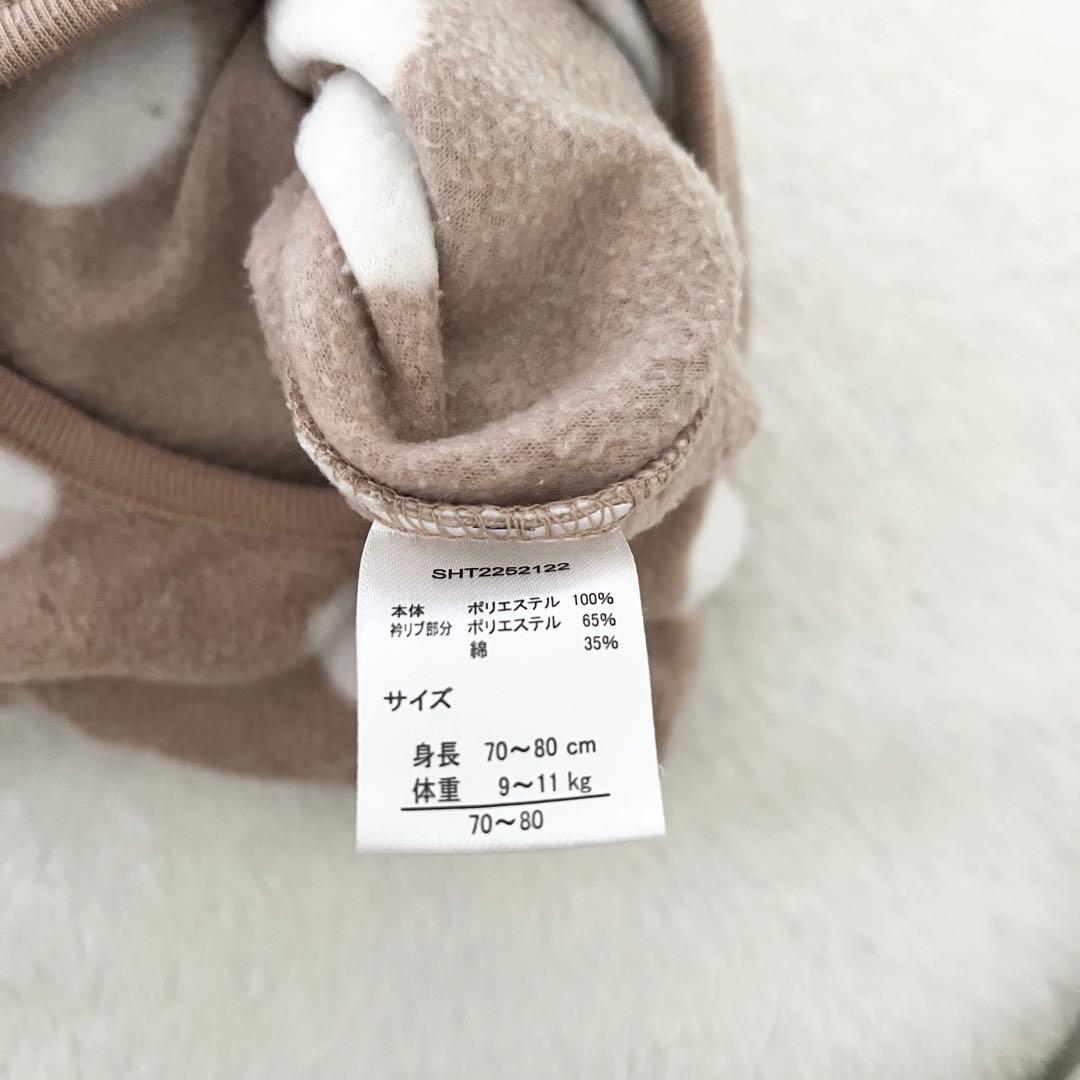 SHT2252122
本体 ポリエステル 100%
衿リブ部分 ポリエステル 65%
綿 35%
サイズ
身長 70～80 cm
体重 9～11 kg
70～80